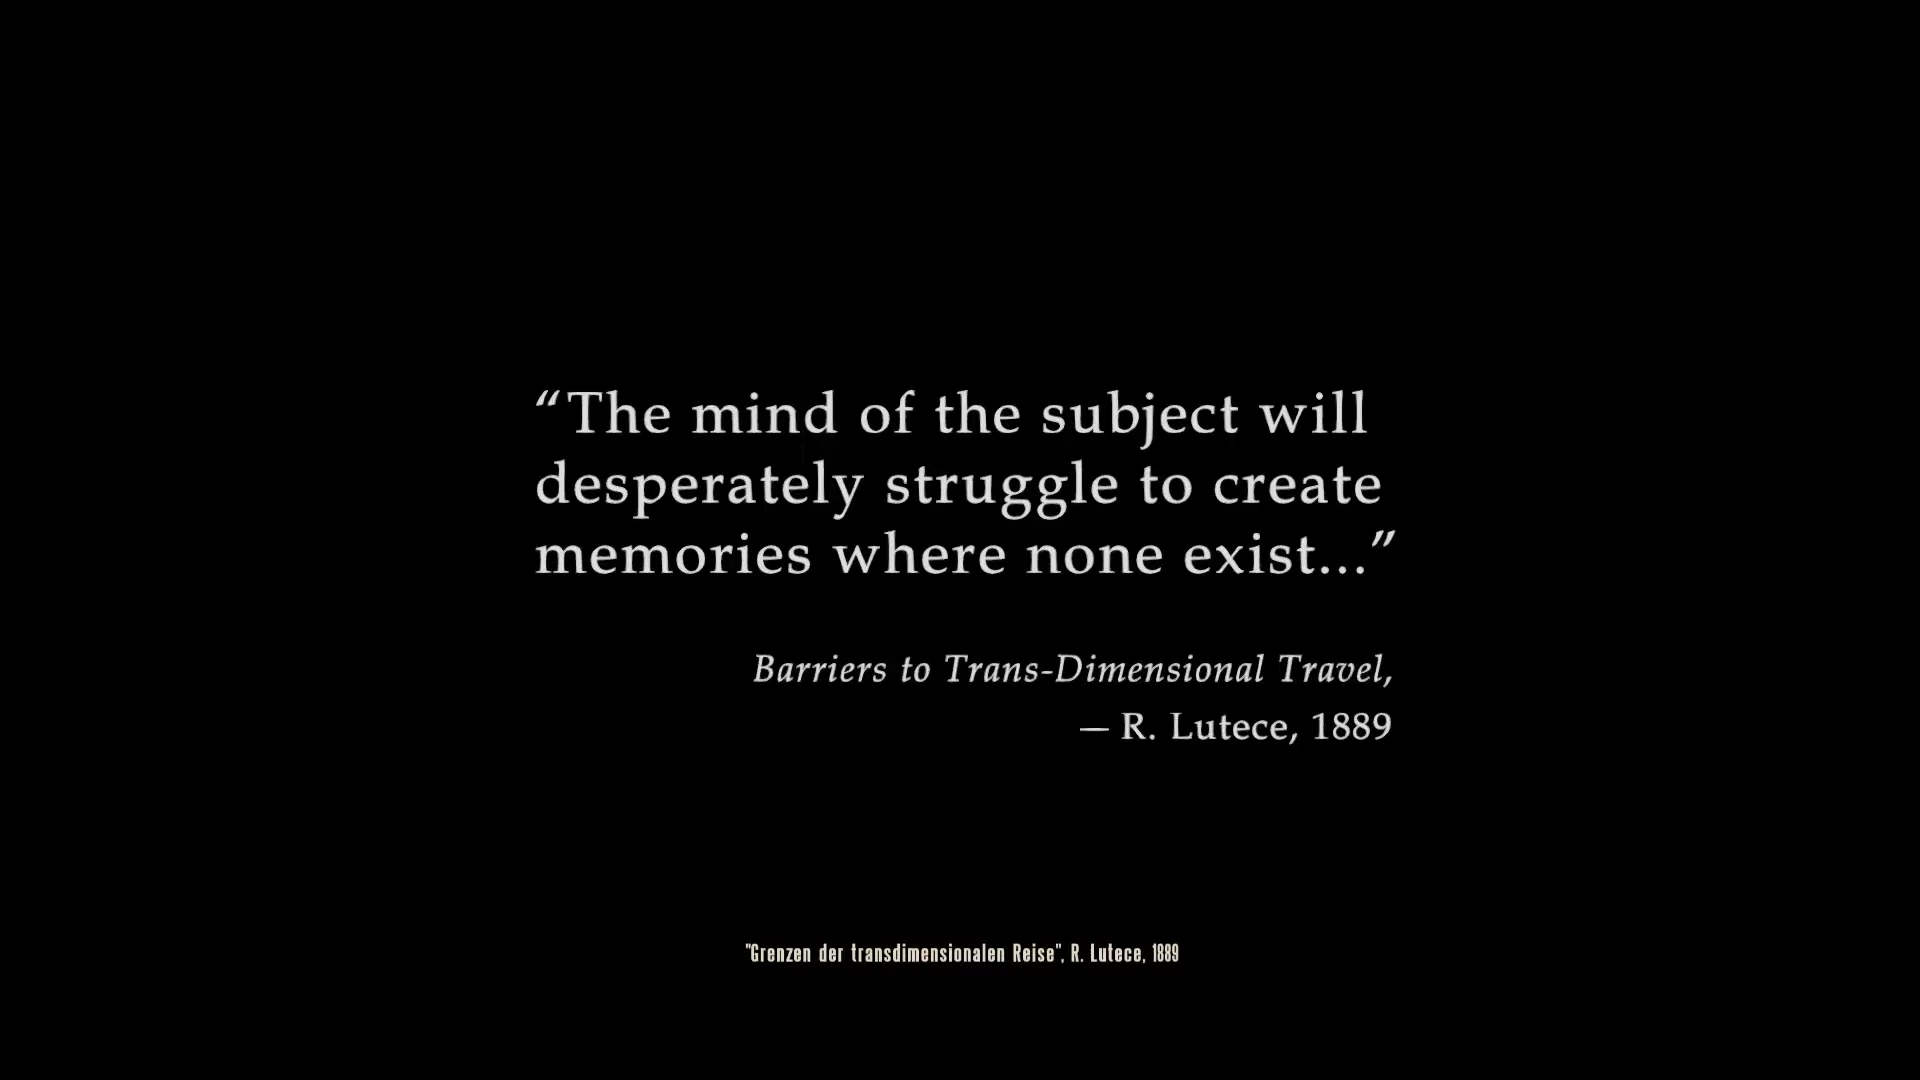 “The mind of the subject will
desperately struggle to create
memories where none exist...”
Barriers to Trans-Dimensional Travel,
— R. Lutece, 1889
"Grenzen der transdimensionalen Reise", R. Lutece, 1889